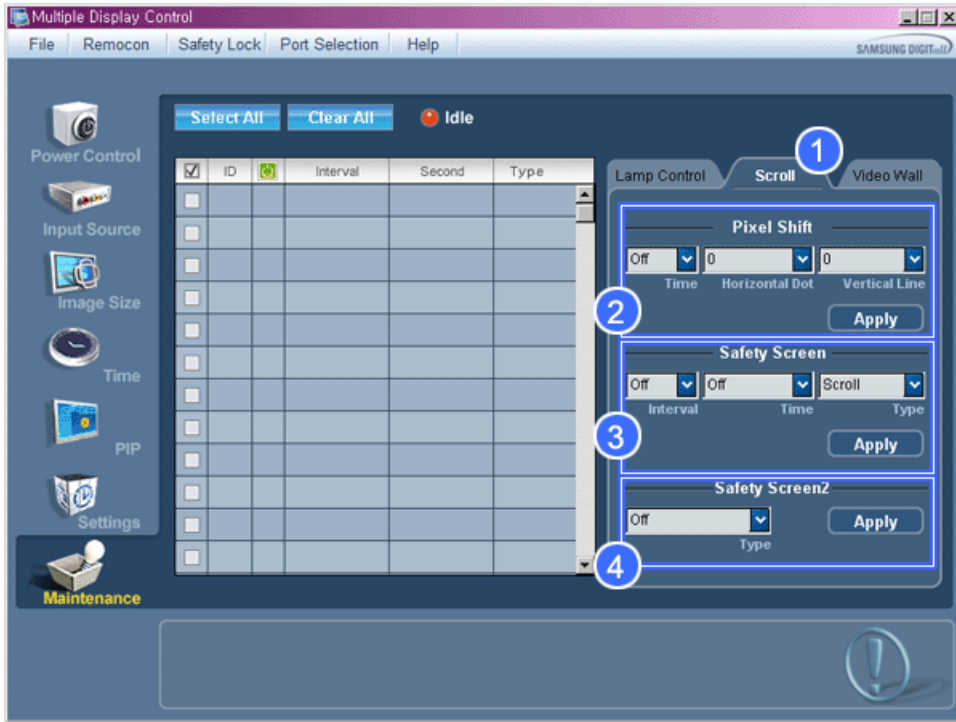 Multiple Display Control
File Remocon Safety Lock Port Selection Help
SAMSUNG DIGITall
Select All Clear All Idle
Power Control
Input Source
Image Size
Time
PIP
Settings
Maintenance
ID Interval Second Type
1
Lamp Control Scroll Video Wall
Pixel Shift
Off 0 0
Time Horizontal Dot Vertical Line
2
Apply
Safety Screen
Off Off Scroll
Interval Time Type
3
Apply
Safety Screen2
Off Apply
Type
4